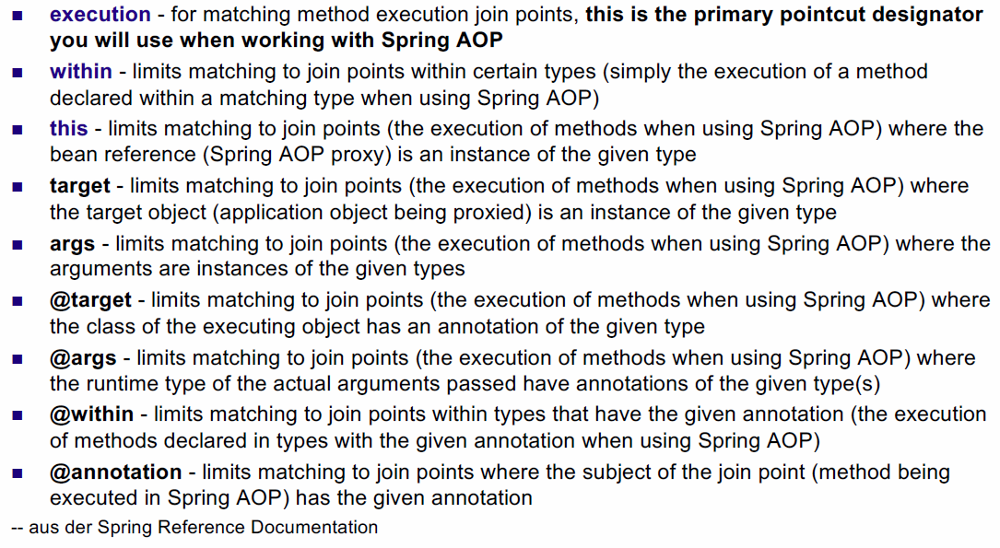 ■ execution - for matching method execution join points, this is the primary pointcut designator
you will use when working with Spring AOP
■ within - limits matching to join points within certain types (simply the execution of a method
declared within a matching type when using Spring AOP)
■ this - limits matching to join points (the execution of methods when using Spring AOP) where the
bean reference (Spring AOP proxy) is an instance of the given type
■ target - limits matching to join points (the execution of methods when using Spring AOP) where
the target object (application object being proxied) is an instance of the given type
■ args - limits matching to join points (the execution of methods when using Spring AOP) where the
arguments are instances of the given types
■ @target - limits matching to join points (the execution of methods when using Spring AOP) where
the class of the executing object has an annotation of the given type
■ @args - limits matching to join points (the execution of methods when using Spring AOP) where
the runtime type of the actual arguments passed have annotations of the given type(s)
■ @within - limits matching to join points within types that have the given annotation (the execution
of methods declared in types with the given annotation when using Spring AOP)
■ @annotation - limits matching to join points where the subject of the join point (method being
executed in Spring AOP) has the given annotation
-- aus der Spring Reference Documentation